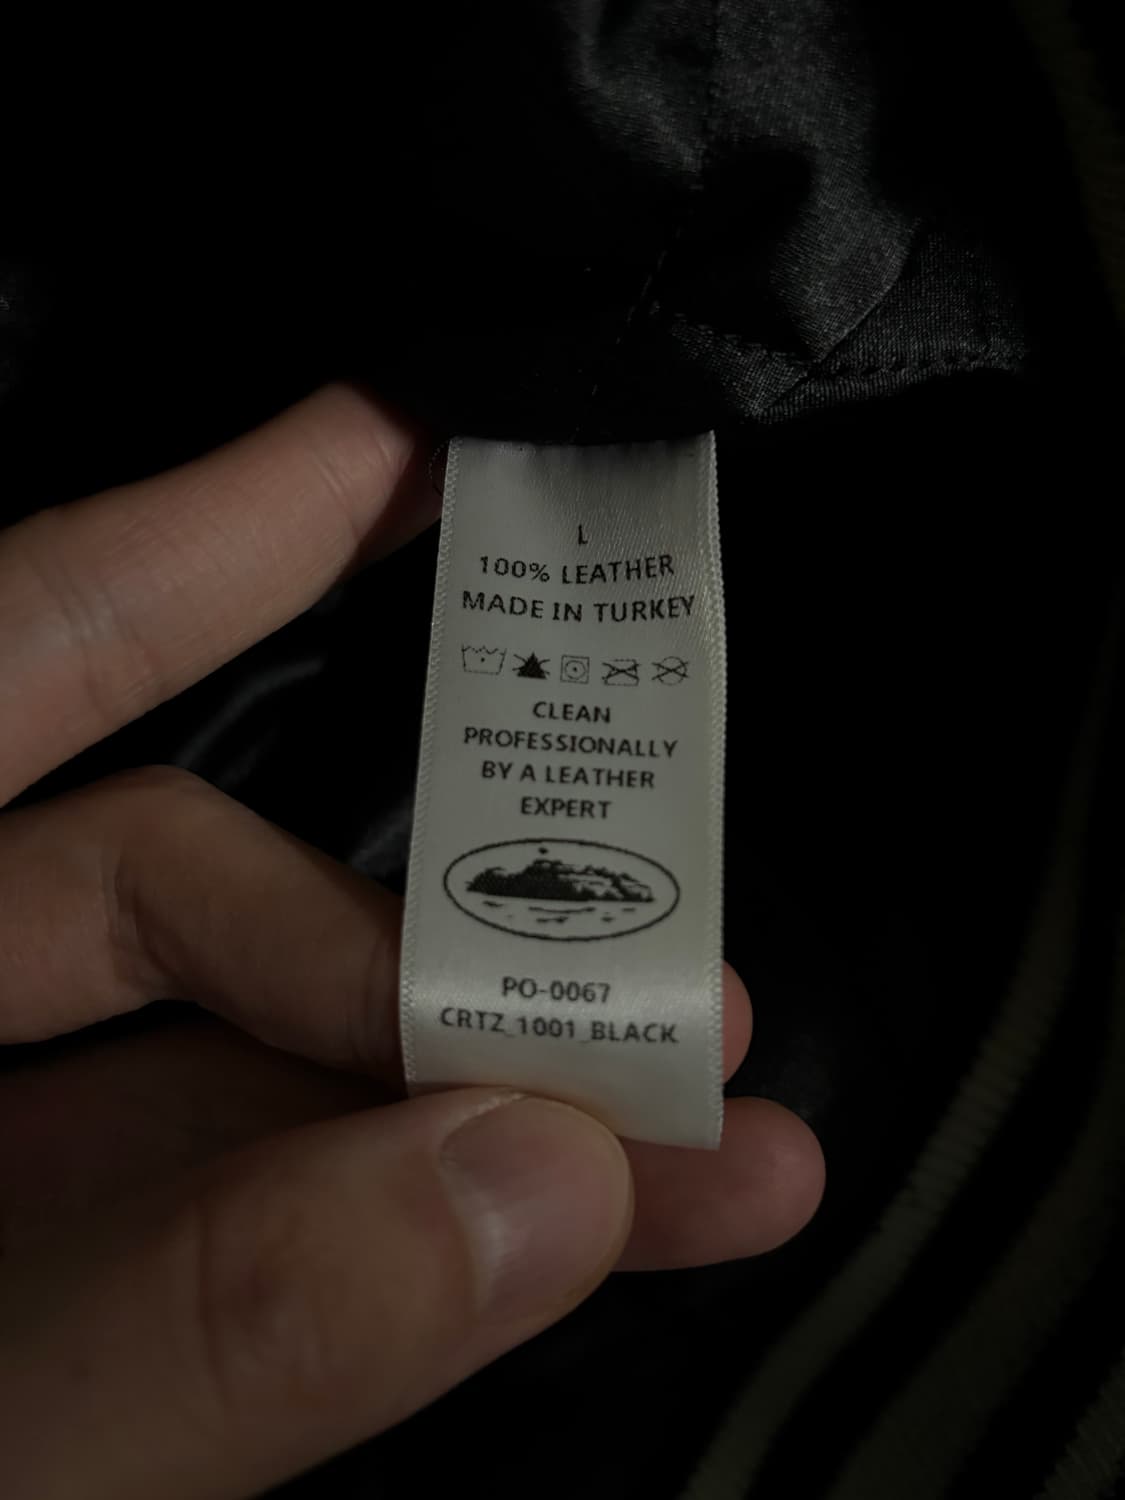 L
100% LEATHER
MADE IN TURKEY
CLEAN
PROFESSIONALLY
BY A LEATHER
EXPERT
PO-0067
CRTZ_1001_BLACK